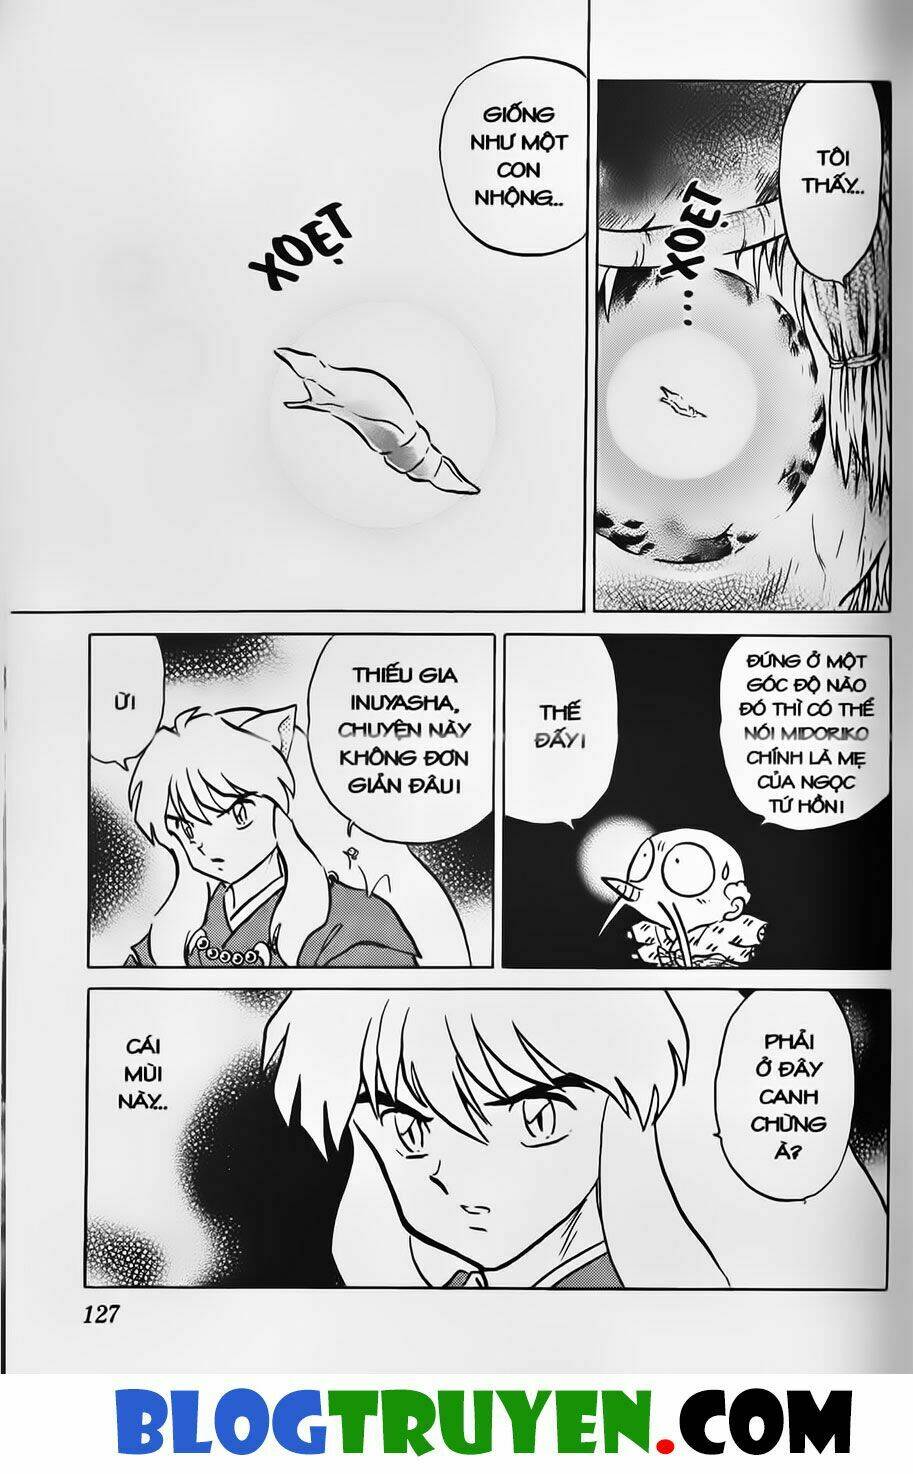 TÔI
THẤY...
... XOẸT
GIỐNG
NHƯ MỘT
CON
NHỘNG...
XOẸT
ĐỨNG Ở MỘT
GÓC ĐỘ NÀO
ĐÓ THÌ CÓ THỂ
NÓI MIDORIKO
CHÍNH LÀ MẸ
CỦA NGỌC
TỨ HỒN!
THẾ
ĐẤY!
THIẾU GIA
INUYASHA,
CHUYỆN NÀY
KHÔNG ĐƠN
GIẢN ĐÂU!
ỪI
PHẢI
Ở ĐÂY
CANH
CHỪNG
À?
CÁI
MÙI
NÀY...
127
BLOGTRUYEN.COM